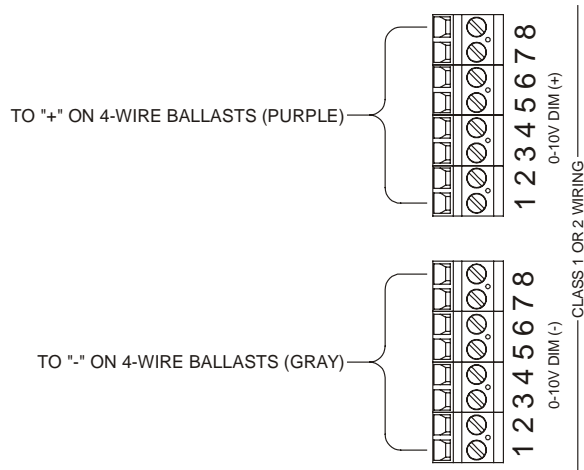 TO "+" ON 4-WIRE BALLASTS (PURPLE)
1 2 3 4 5 6 7 8
0-10V DIM (+)
TO "-" ON 4-WIRE BALLASTS (GRAY)
1 2 3 4 5 6 7 8
0-10V DIM (-)
CLASS 1 OR 2 WIRING